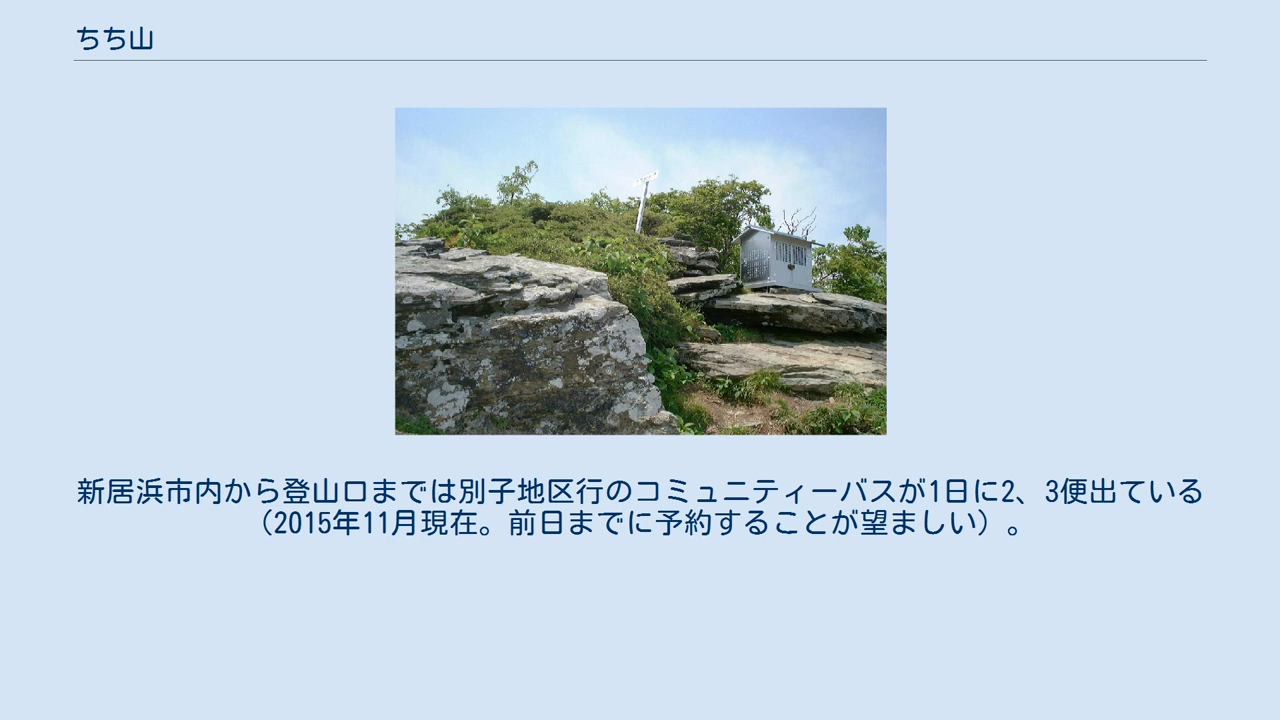 ちち山
新居浜市内から登山口までは別子地区行のコミュニティーバスが1日に2、3便出ている
（2015年11月現在。前日までに予約することが望ましい）。